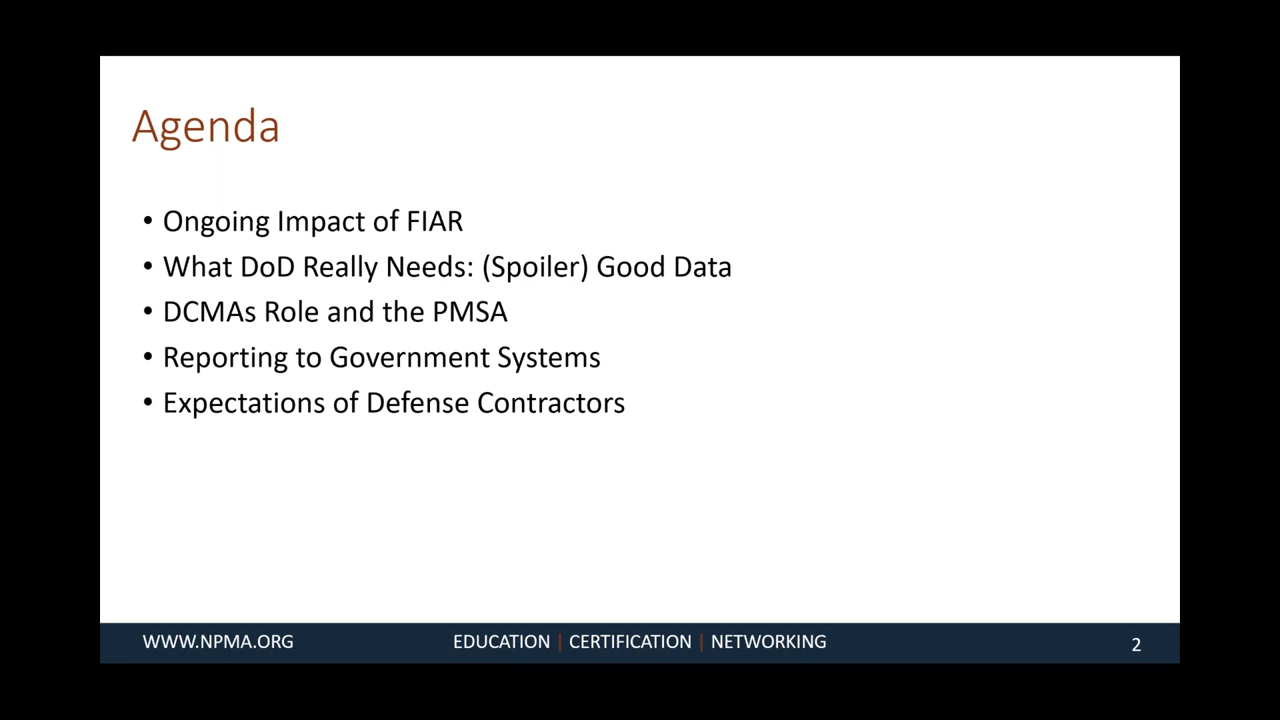 Agenda
• Ongoing Impact of FIAR
• What DoD Really Needs: (Spoiler) Good Data
• DCMAs Role and the PMSA
• Reporting to Government Systems
• Expectations of Defense Contractors
WWW.NPMA.ORG EDUCATION | CERTIFICATION | NETWORKING 2